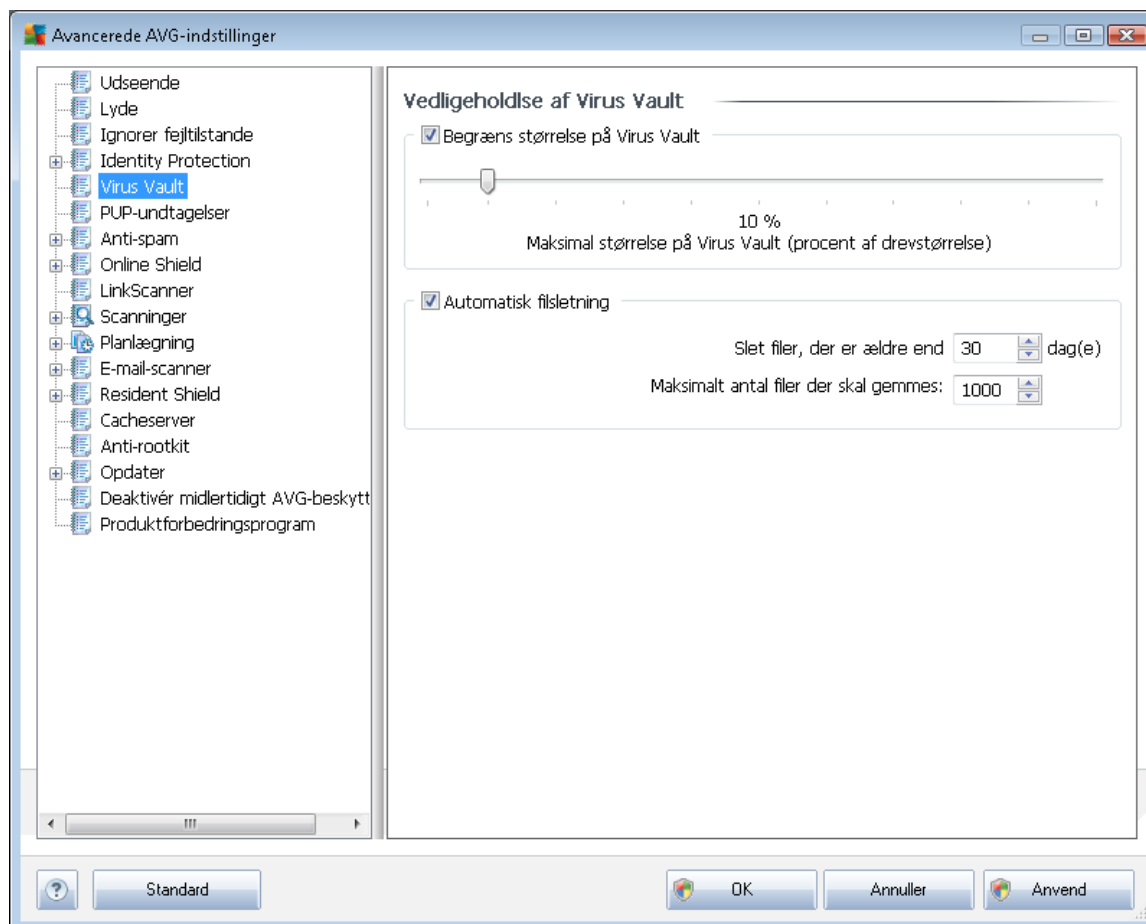 Avancerede AVG-indstillinger
Udseende
Lyde
Ignorer fejltilstande
Identity Protection
Virus Vault
PUP-undtagelser
Anti-spam
Online Shield
LinkScanner
Scanninger
Planlægning
E-mail-scanner
Resident Shield
Cacheserver
Anti-rootkit
Opdater
Deaktivér midlertidigt AVG-beskytt
Produktforbedringsprogram
Vedligeholdlse af Virus Vault
Begræns størrelse på Virus Vault
10 %
Maksimal størrelse på Virus Vault (procent af drevstørrelse)
Automatisk filsletning
Slet filer, der er ældre end 30 dag(e)
Maksimalt antal filer der skal gemmes: 1000
? Standard OK Annuller Anvend